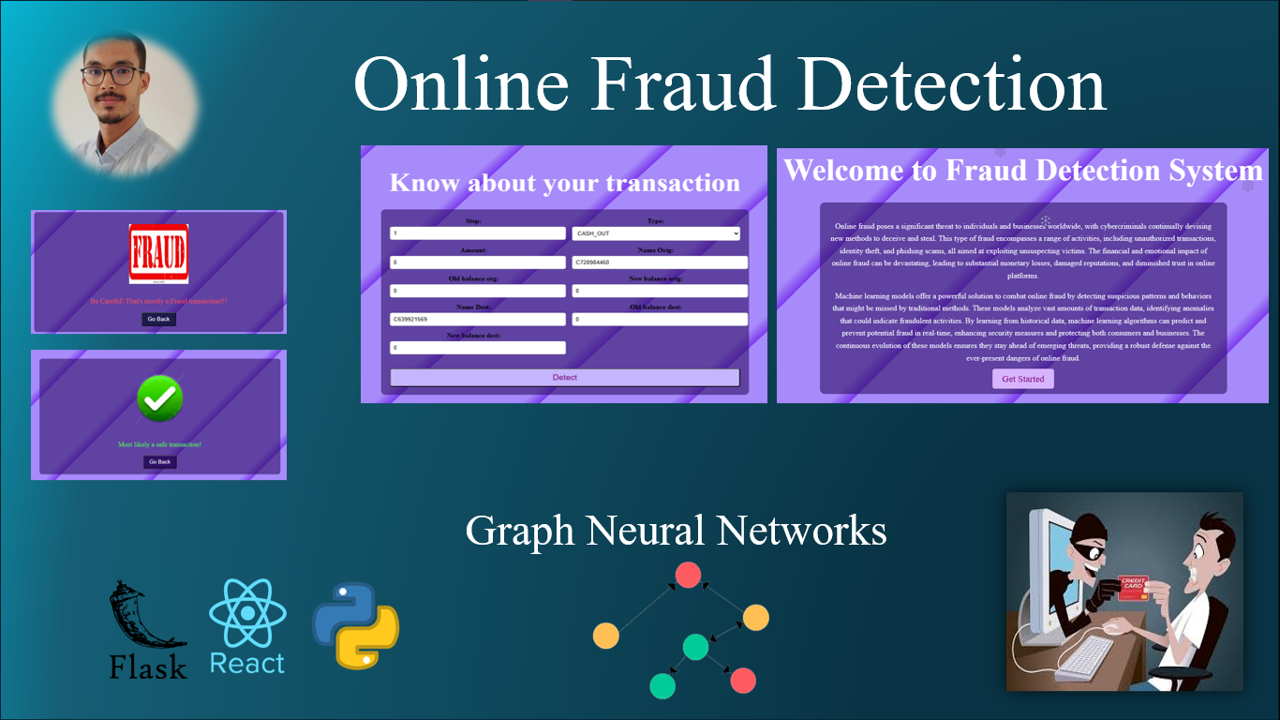 Online Fraud Detection
FRAUD
Be Careful! That's mostly a Fraud transaction!!!
Go Back
Most likely a safe transaction!
Go Back
Know about your transaction
Step:
Type:
1
CASH_OUT
Amount:
Name Orig:
0
C728984460
Old balance org:
New balance orig:
0
0
Name Dest:
Old balance dest:
C639921569
0
New balance dest:
0
Detect
Welcome to Fraud Detection System
Online fraud poses a significant threat to individuals and businesses worldwide, with cybercriminals continually devising
new methods to deceive and steal. This type of fraud encompasses a range of activities, including unauthorized transactions,
identity theft, and phishing scams, all aimed at exploiting unsuspecting victims. The financial and emotional impact of
online fraud can be devastating, leading to substantial monetary losses, damaged reputations, and diminished trust in online
platforms.
Machine learning models offer a powerful solution to combat online fraud by detecting suspicious patterns and behaviors
that might be missed by traditional methods. These models analyze vast amounts of transaction data, identifying anomalies
that could indicate fraudulent activities. By learning from historical data, machine learning algorithms can predict and
prevent potential fraud in real-time, enhancing security measures and protecting both consumers and businesses. The
continuous evolution of these models ensures they stay ahead of emerging threats, providing a robust defense against the
ever-present dangers of online fraud.
Get Started
Graph Neural Networks
Flask
React
CREDIT
CARD